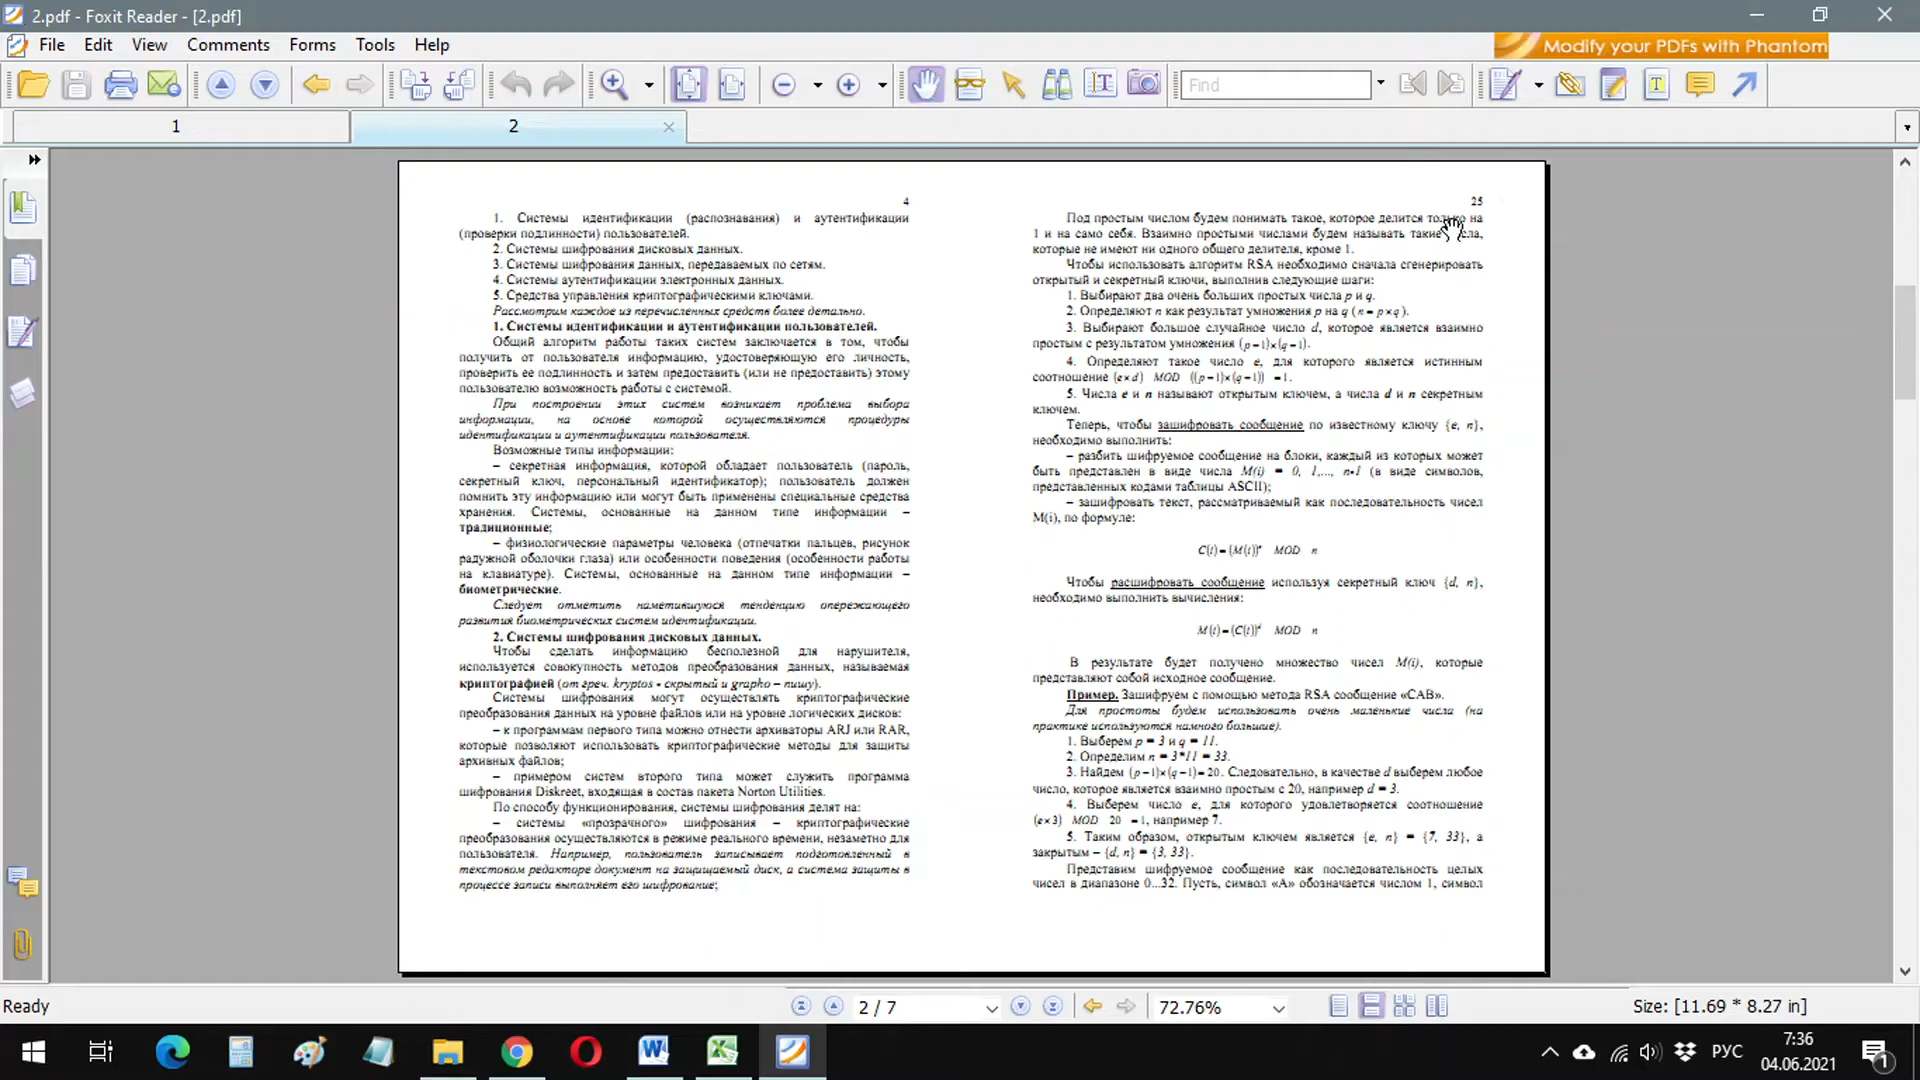 2.pdf - Foxit Reader - [2.pdf]
File Edit View Comments Forms Tools Help
Modify your PDFs with Phantom
Find
1
2
4
1. Системы идентификации (распознавания) и аутентификации
(проверки подлинности) пользователей.
2. Системы шифрования дисковых данных.
3. Системы шифрования данных, передаваемых по сетям.
4. Системы аутентификации электронных данных.
5. Средства управления криптографическими ключами.
Рассмотрим каждое из перечисленных средств более детально.
1. Системы идентификации и аутентификации пользователей.
Общий алгоритм работы таких систем заключается в том, чтобы
получить от пользователя информацию, удостоверяющую его личность,
проверить ее подлинность и затем предоставить (или не предоставить) этому
пользователю возможность работы с системой.
При построении этих систем возникает проблема выбора
информации, на основе которой осуществляются процедуры
идентификации и аутентификации пользователя.
Возможные типы информации:
– секретная информация, которой обладает пользователь (пароль,
секретный ключ, персональный идентификатор); пользователь должен
помнить эту информацию или могут быть применены специальные средства
хранения. Системы, основанные на данном типе информации –
традиционные;
– физиологические параметры человека (отпечатки пальцев, рисунок
радужной оболочки глаза) или особенности поведения (особенности работы
на клавиатуре). Системы, основанные на данном типе информации –
биометрические.
Следует отметить наметившуюся тенденцию опережающего
развития биометрических систем идентификации.
2. Системы шифрования дисковых данных.
Чтобы сделать информацию бесполезной для нарушителя,
используется совокупность методов преобразования данных, называемая
криптографией (от греч. kryptos - скрытый и grapho – пишу).
Системы шифрования могут осуществлять криптографические
преобразования данных на уровне файлов или на уровне логических дисков:
– к программам первого типа можно отнести архиваторы ARJ или RAR,
которые позволяют использовать криптографические методы для защиты
архивных файлов;
– примером систем второго типа может служить программа
шифрования Diskreet, входящая в состав пакета Norton Utilities.
По способу функционирования, системы шифрования делят на:
– системы «прозрачного» шифрования – криптографические
преобразования осуществляются в режиме реального времени, незаметно для
пользователя. Например, пользователь записывает подготовленный в
текстовом редакторе документ на защищаемый диск, а система защиты в
процессе записи выполняет его шифрование;
25
Под простым числом будем понимать такое, которое делится только на
1 и на само себя. Взаимно простыми числами будем называть такие числа,
которые не имеют ни одного общего делителя, кроме 1.
Чтобы использовать алгоритм RSA необходимо сначала сгенерировать
открытый и секретный ключи, выполнив следующие шаги:
1. Выбирают два очень больших простых числа p и q.
2. Определяют n как результат умножения p на q (n = p×q).
3. Выбирают большое случайное число d, которое является взаимно
простым с результатом умножения (p−1)×(q−1).
4. Определяют такое число e, для которого является истинным
соотношение (e×d) MOD ((p−1)×(q−1)) =1.
5. Числа e и n называют открытым ключем, а числа d и n секретным
ключем.
Теперь, чтобы зашифровать сообщение по известному ключу {e, n},
необходимо выполнить:
– разбить шифруемое сообщение на блоки, каждый из которых может
быть представлен в виде числа M(i) = 0, 1,..., n-1 (в виде символов,
представленных кодами таблицы ASCII);
– зашифровать текст, рассматриваемый как последовательность чисел
M(i), по формуле:
C(i)=(M(i))ᵉ MOD n
Чтобы расшифровать сообщение используя секретный ключ {d, n},
необходимо выполнить вычисления:
M(i)=(C(i))ᵈ MOD n
В результате будет получено множество чисел M(i), которые
представляют собой исходное сообщение.
Пример. Зашифруем с помощью метода RSA сообщение «САВ».
Для простоты будем использовать очень маленькие числа (на
практике используются намного большие).
1. Выберем p = 3 и q = 11.
2. Определим n = 3*11 = 33.
3. Найдем (p−1)×(q−1)=20. Следовательно, в качестве d выберем любое
число, которое является взаимно простым с 20, например d = 3.
4. Выберем число e, для которого удовлетворяется соотношение
(e×3) MOD 20 =1, например 7.
5. Таким образом, открытым ключем является {e, n} = {7, 33}, а
закрытым – {d, n} = {3, 33}.
Представим шифруемое сообщение как последовательность целых
чисел в диапазоне 0...32. Пусть, символ «А» обозначается числом 1, символ
Ready
2 / 7
72.76%
Size: [11.69 * 8.27 in]
РУС
7:36
04.06.2021
1